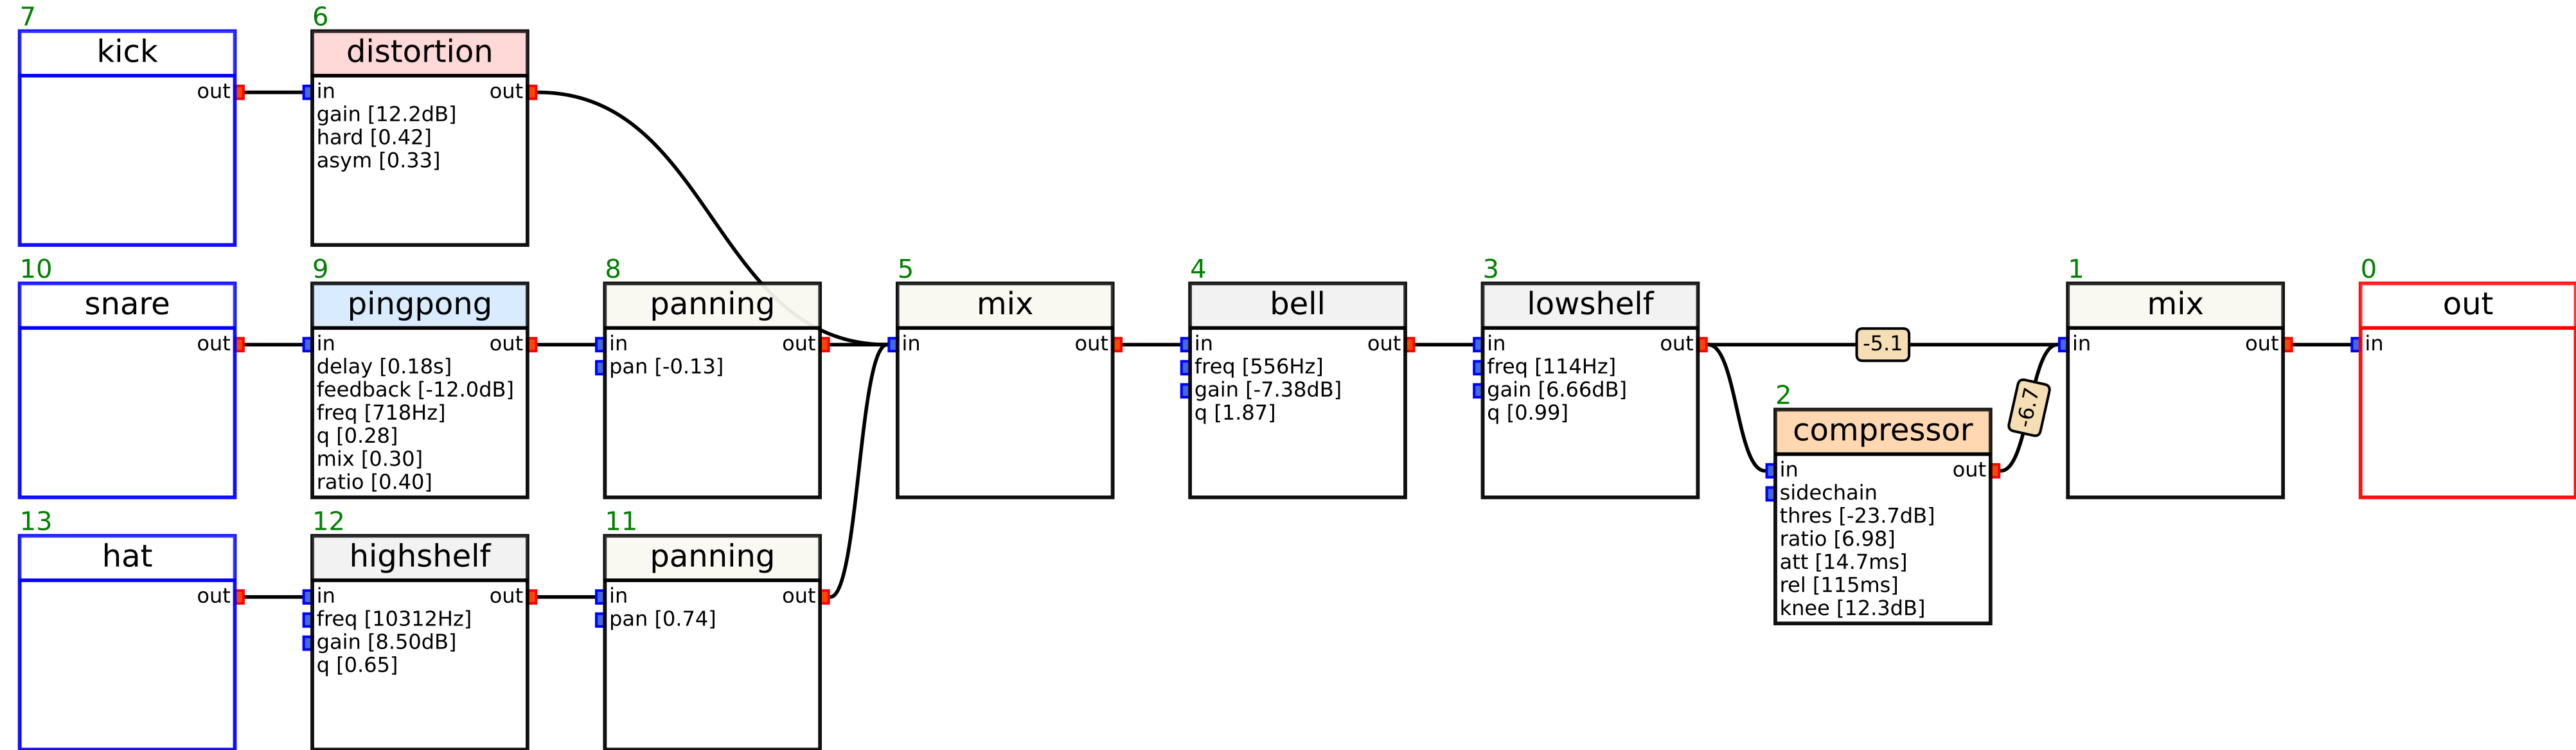 7
kick
out
6
distortion
in out
gain [12.2dB]
hard [0.42]
asym [0.33]
10
snare
out
9
pingpong
in out
delay [0.18s]
feedback [-12.0dB]
freq [718Hz]
q [0.28]
mix [0.30]
ratio [0.40]
8
panning
in out
pan [-0.13]
5
mix
in out
4
bell
in out
freq [556Hz]
gain [-7.38dB]
q [1.87]
3
lowshelf
in out
freq [114Hz]
gain [6.66dB]
q [0.99]
-5.1
2
compressor
in out
sidechain
thres [-23.7dB]
ratio [6.98]
att [14.7ms]
rel [115ms]
knee [12.3dB]
-6.7
1
mix
in out
0
out
in
13
hat
out
12
highshelf
in out
freq [10312Hz]
gain [8.50dB]
q [0.65]
11
panning
in out
pan [0.74]